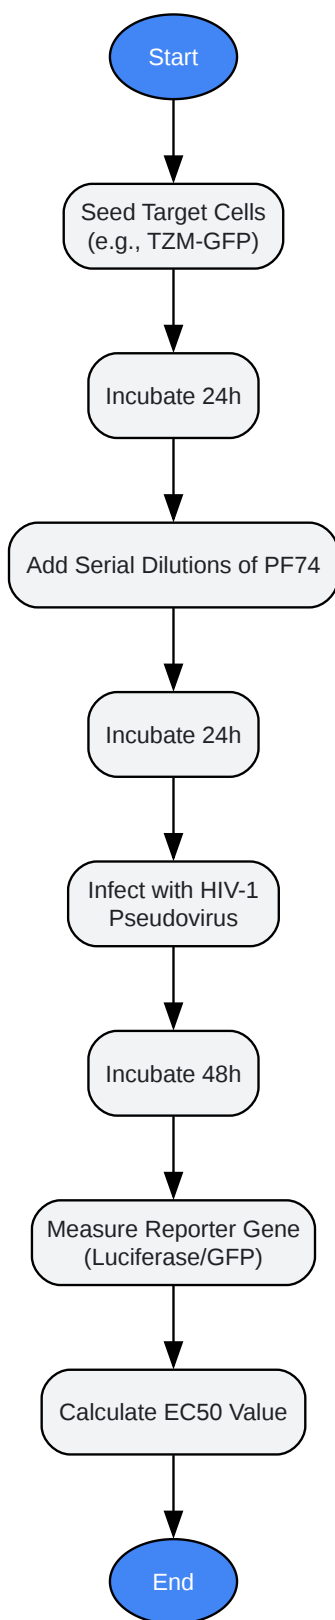 Start
Seed Target Cells
(e.g., TZM-GFP)
Incubate 24h
Add Serial Dilutions of PF74
Incubate 24h
Infect with HIV-1
Pseudovirus
Incubate 48h
Measure Reporter Gene
(Luciferase/GFP)
Calculate EC50 Value
End